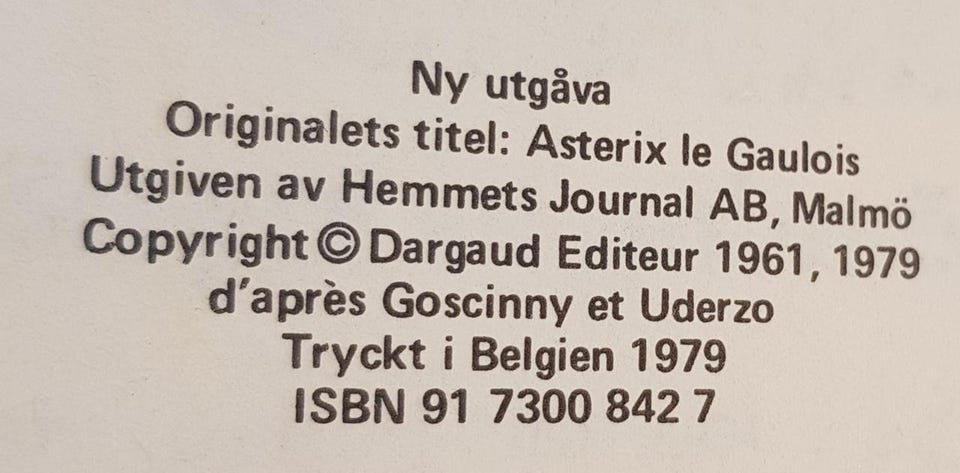 Ny utgåva
Originalets titel: Asterix le Gaulois
Utgiven av Hemmets Journal AB, Malmö
Copyright © Dargaud Editeur 1961, 1979
d'après Goscinny et Uderzo
Tryckt i Belgien 1979
ISBN 91 7300 842 7